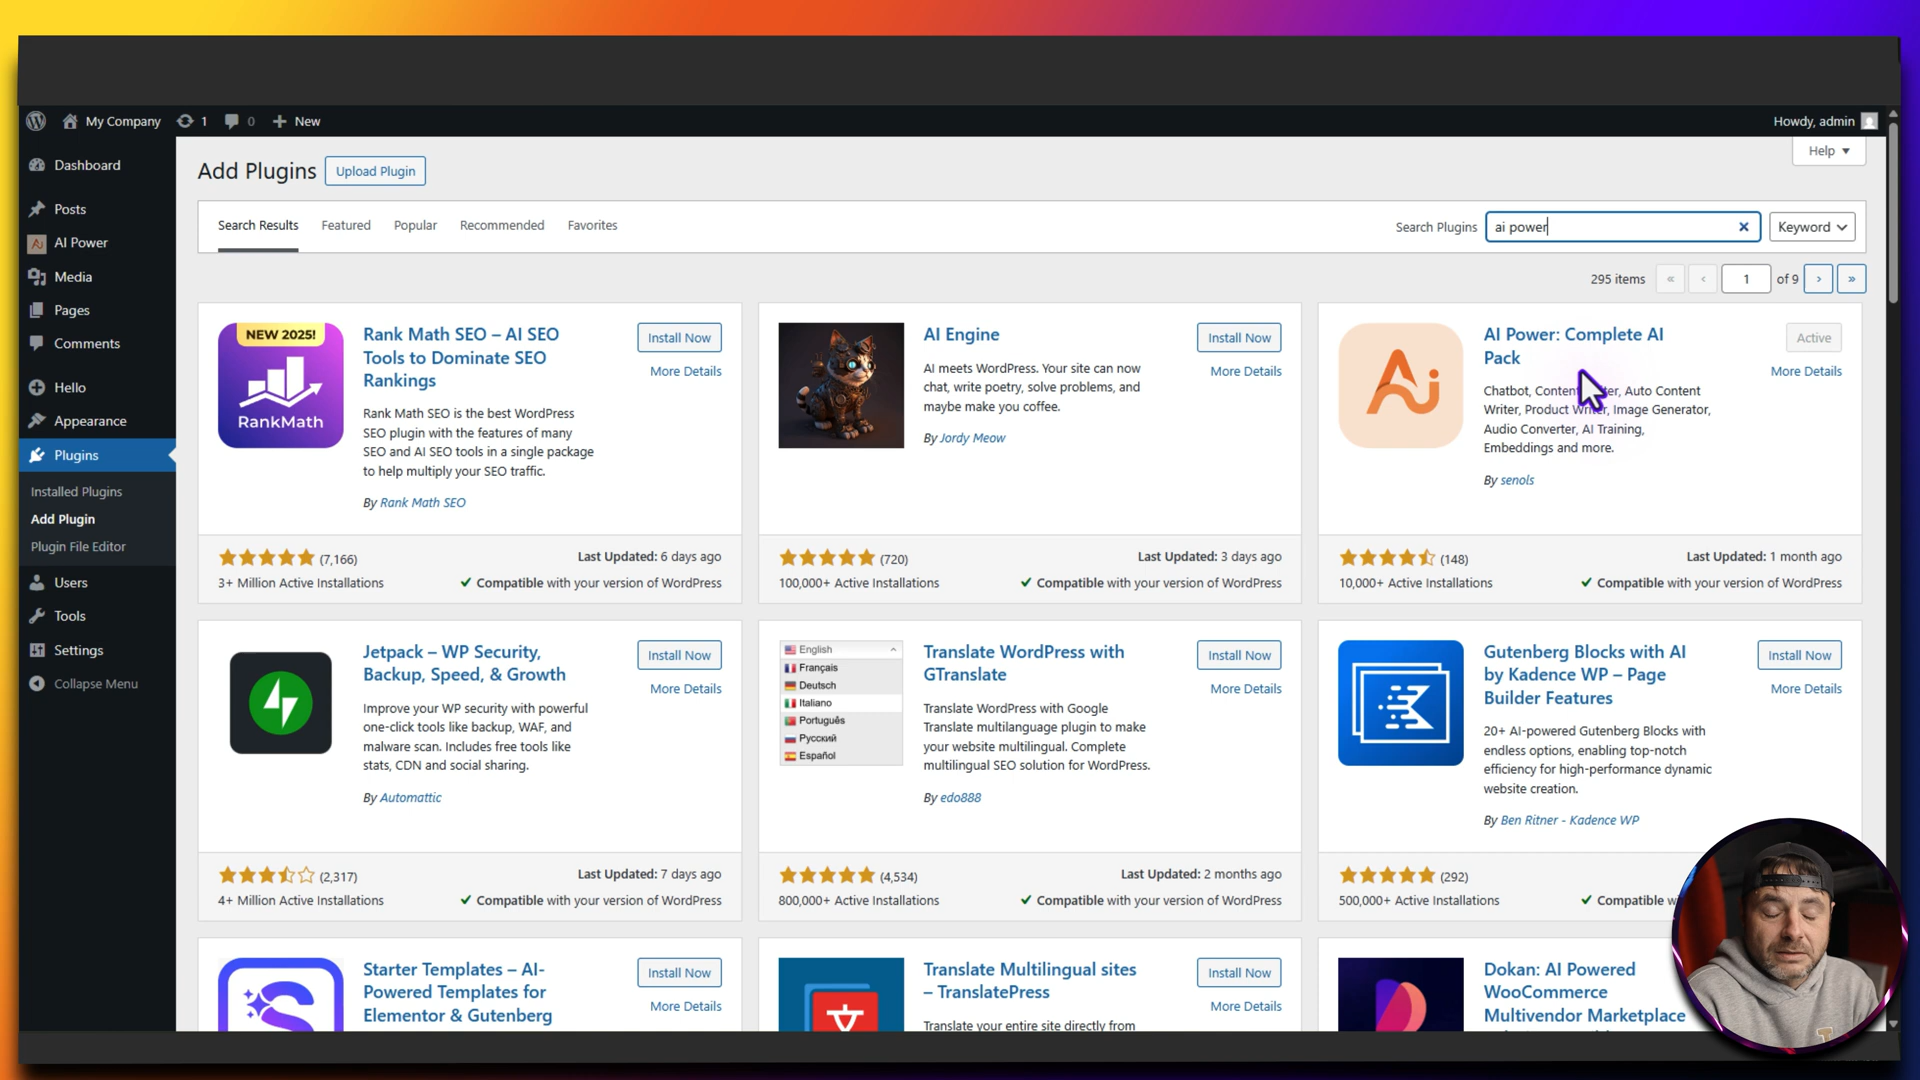 My Company 1 0 New Howdy, admin
Help
Dashboard
Posts
AI Power
Media
Pages
Comments
Hello
Appearance
Plugins
Installed Plugins
Add Plugin
Plugin File Editor
Users
Tools
Settings
Collapse Menu
Add Plugins Upload Plugin
Search Results Featured Popular Recommended Favorites Search Plugins ai power Keyword
295 items « ‹ 1 of 9 › »
NEW 2025!
RankMath
Rank Math SEO – AI SEO
Tools to Dominate SEO
Rankings
Install Now
More Details
Rank Math SEO is the best WordPress
SEO plugin with the features of many
SEO and AI SEO tools in a single package
to help multiply your SEO traffic.
By Rank Math SEO
(7,166) Last Updated: 6 days ago
3+ Million Active Installations ✔ Compatible with your version of WordPress
AI Engine
Install Now
More Details
AI meets WordPress. Your site can now
chat, write poetry, solve problems, and
maybe make you coffee.
By Jordy Meow
(720) Last Updated: 3 days ago
100,000+ Active Installations ✔ Compatible with your version of WordPress
Ai
AI Power: Complete AI
Pack
Active
More Details
Chatbot, Content Writer, Auto Content
Writer, Product Writer, Image Generator,
Audio Converter, AI Training,
Embeddings and more.
By senols
(148) Last Updated: 1 month ago
10,000+ Active Installations ✔ Compatible with your version of WordPress
Jetpack – WP Security,
Backup, Speed, & Growth
Install Now
More Details
Improve your WP security with powerful
one-click tools like backup, WAF, and
malware scan. Includes free tools like
stats, CDN and social sharing.
By Automattic
(2,317) Last Updated: 7 days ago
4+ Million Active Installations ✔ Compatible with your version of WordPress
English
Français
Deutsch
Italiano
Português
Русский
Español
Translate WordPress with
GTranslate
Install Now
More Details
Translate WordPress with Google
Translate multilanguage plugin to make
your website multilingual. Complete
multilingual SEO solution for WordPress.
By edo888
(4,534) Last Updated: 2 months ago
800,000+ Active Installations ✔ Compatible with your version of WordPress
Gutenberg Blocks with AI
by Kadence WP – Page
Builder Features
Install Now
More Details
20+ AI-powered Gutenberg Blocks with
endless options, enabling top-notch
efficiency for high-performance dynamic
website creation.
By Ben Ritner - Kadence WP
(292)
500,000+ Active Installations ✔ Compatible
Starter Templates – AI-
Powered Templates for
Elementor & Gutenberg
Install Now
More Details
文
Translate Multilingual sites
– TranslatePress
Install Now
More Details
Translate your entire site directly from
Dokan: AI Powered
WooCommerce
Multivendor Marketplace